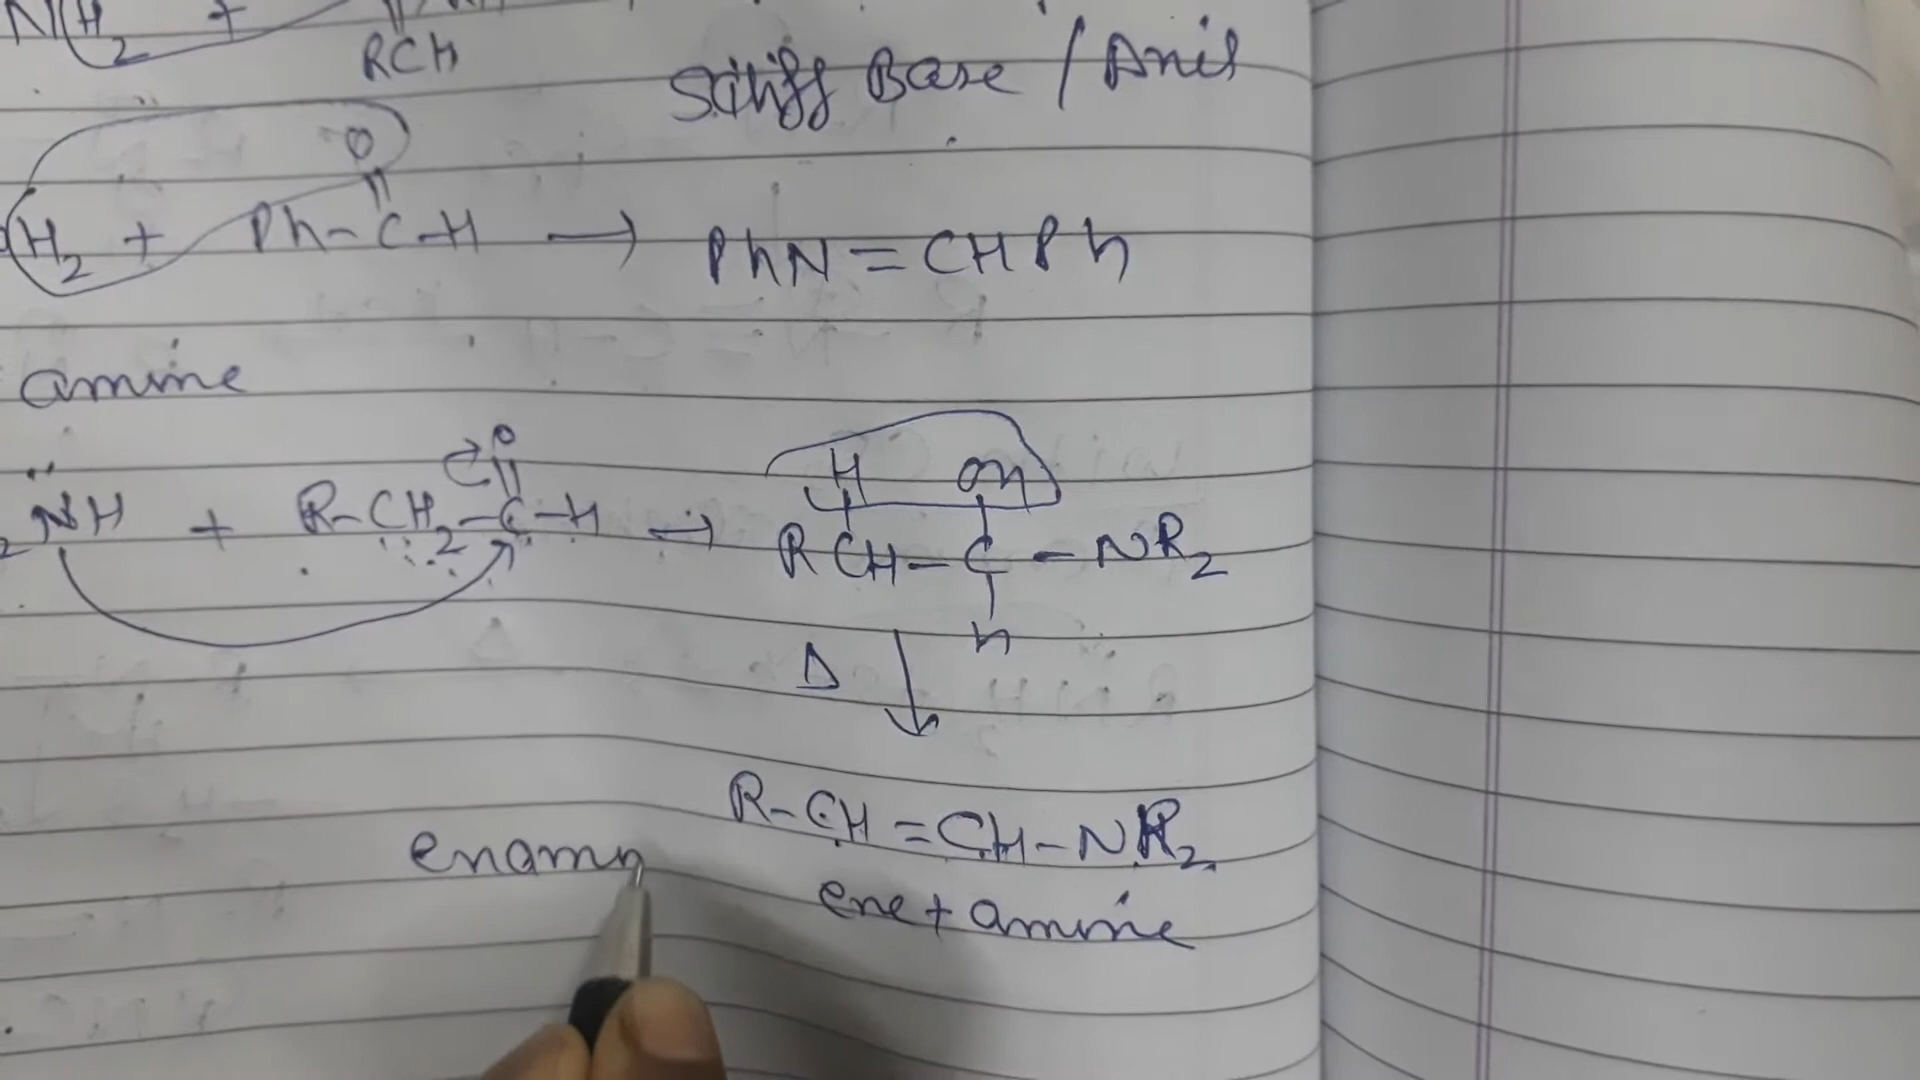 NH2 +
RCH
Schiff Base / Anil
O
H2 + Ph-C-H → PhN=CHPh
amine
O
H OH
2NH + R-CH2-C-H → RCH-C-NR2
H
Δ
R-CH=CH-NR2
enamn
ene + amine